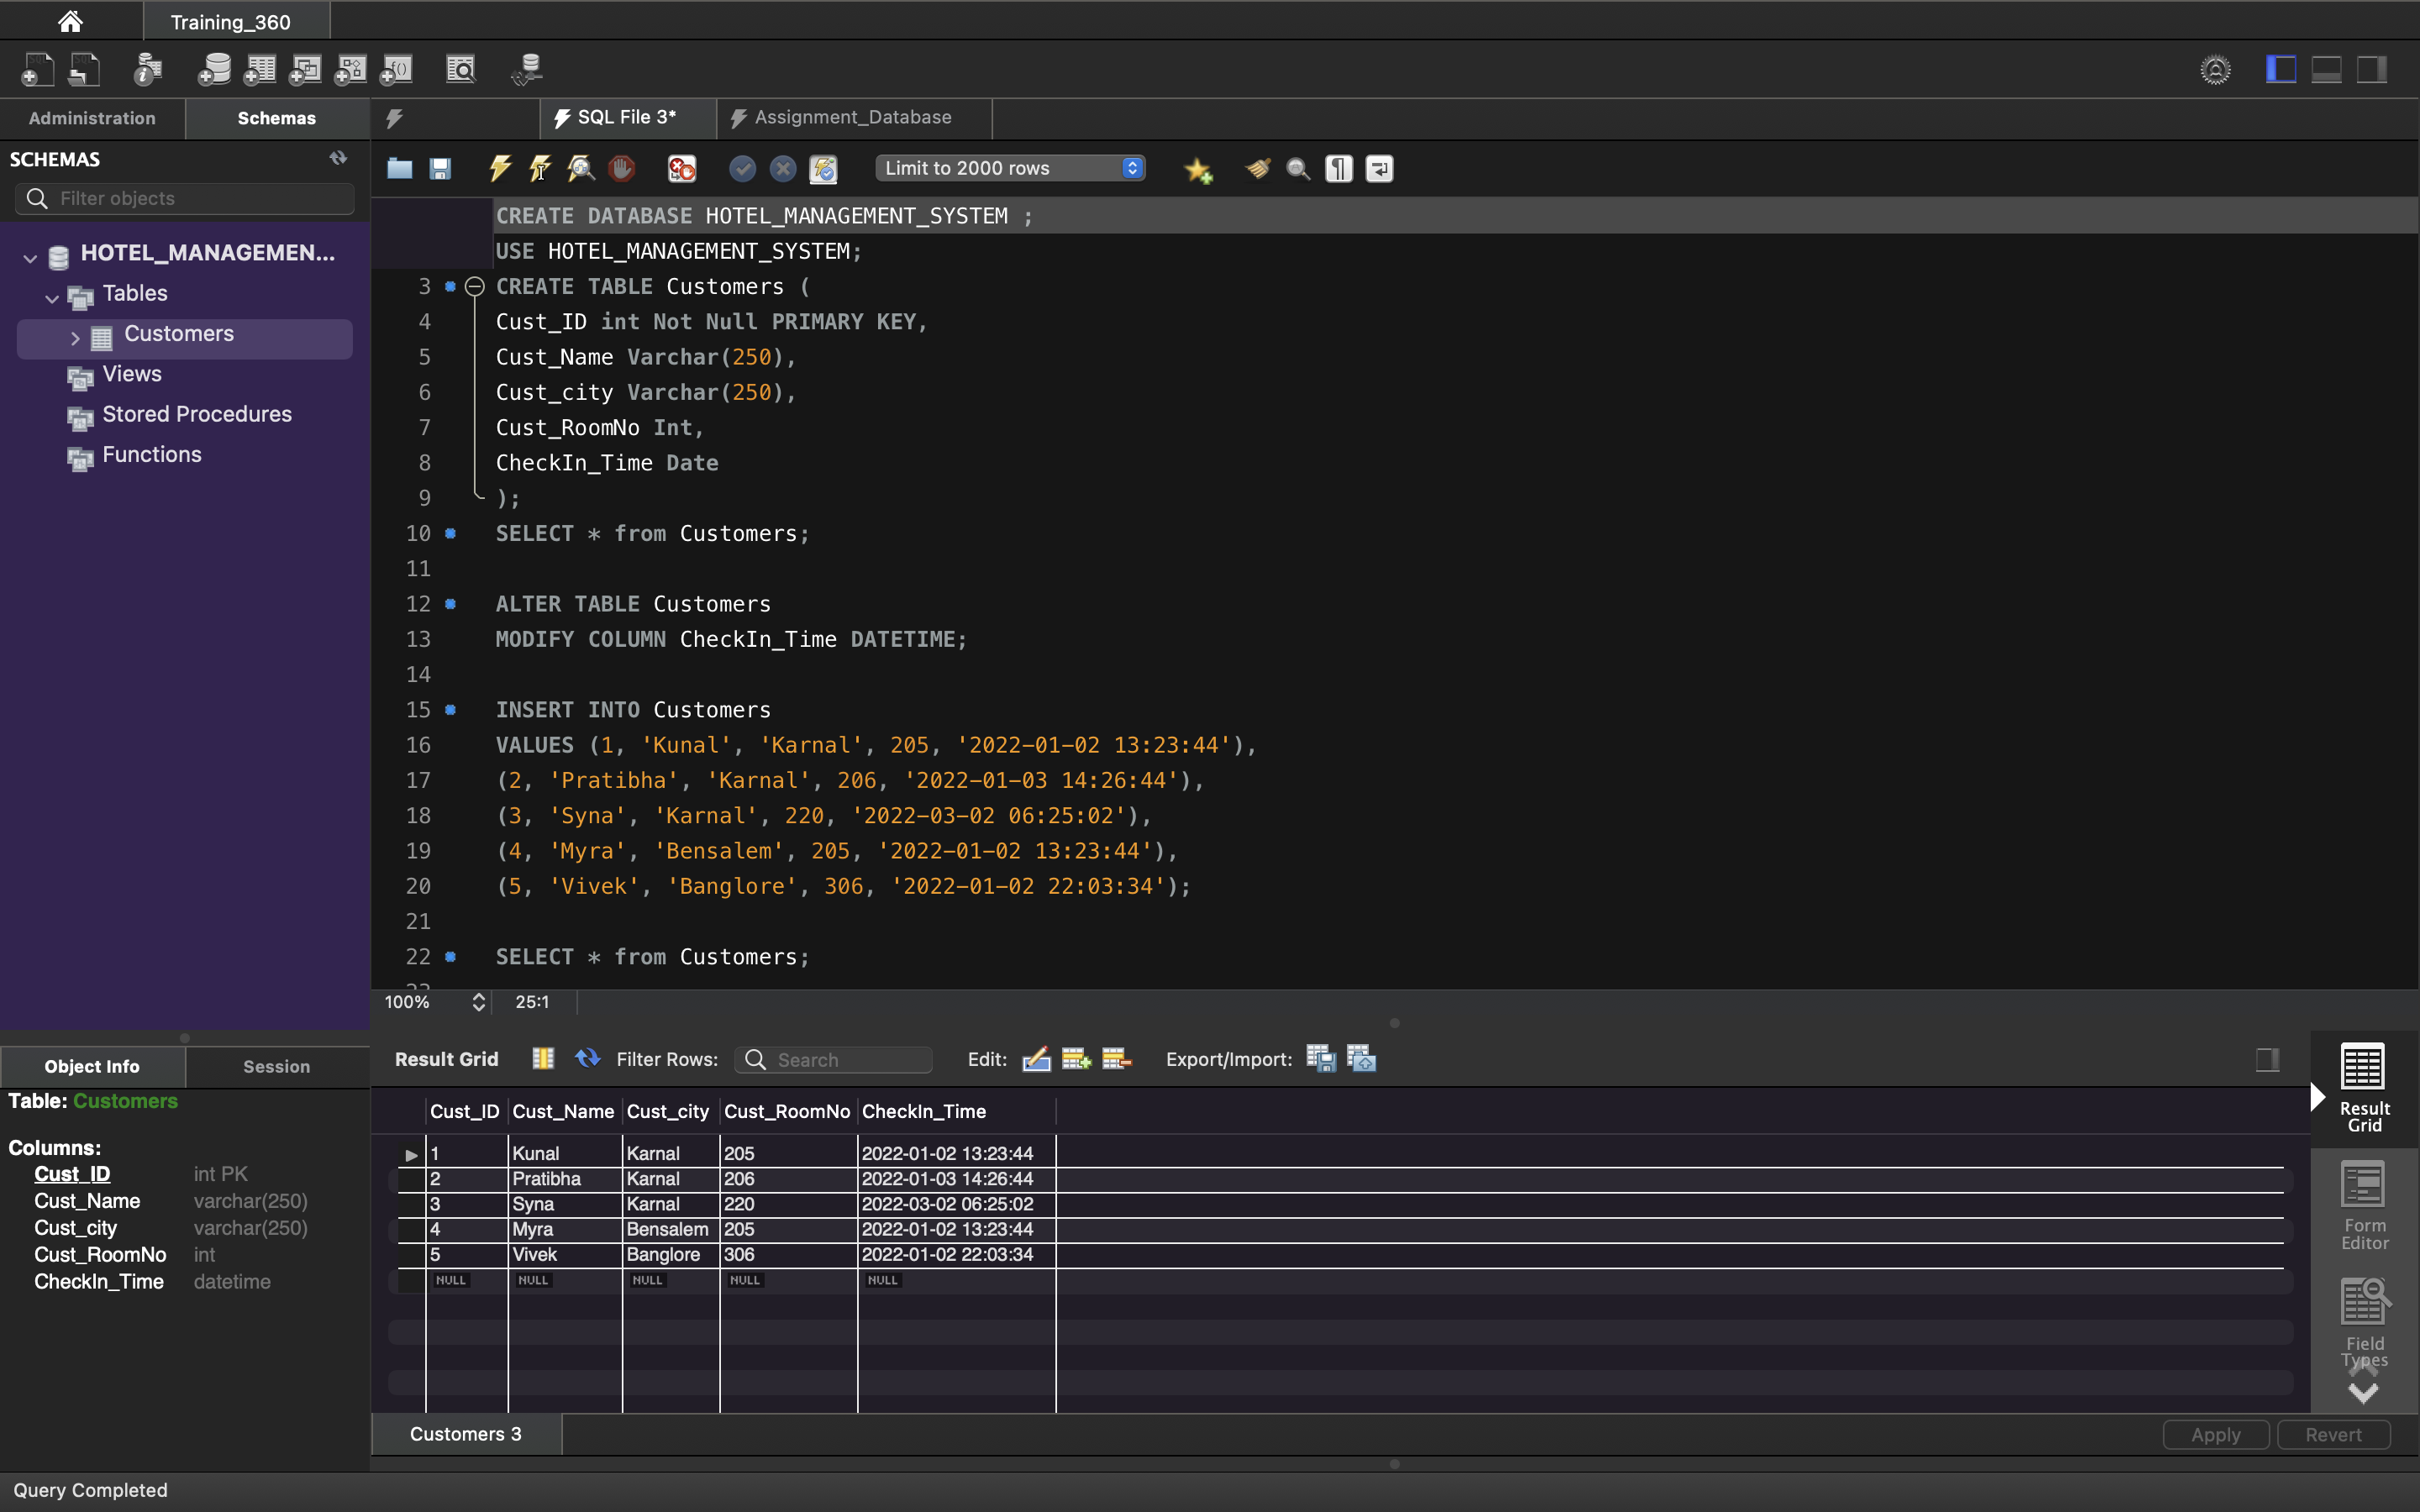 Training_360
Administration
Schemas
SQL File 3*
Assignment_Database
SCHEMAS
Limit to 2000 rows
Filter objects
HOTEL_MANAGEMEN...
Tables
Customers
Views
Stored Procedures
Functions
CREATE DATABASE HOTEL_MANAGEMENT_SYSTEM ;
USE HOTEL_MANAGEMENT_SYSTEM;
3 CREATE TABLE Customers (
4 Cust_ID int Not Null PRIMARY KEY,
5 Cust_Name Varchar(250),
6 Cust_city Varchar(250),
7 Cust_RoomNo Int,
8 CheckIn_Time Date
9 );
10 SELECT * from Customers;
11
12 ALTER TABLE Customers
13 MODIFY COLUMN CheckIn_Time DATETIME;
14
15 INSERT INTO Customers
16 VALUES (1, 'Kunal', 'Karnal', 205, '2022-01-02 13:23:44'),
17 (2, 'Pratibha', 'Karnal', 206, '2022-01-03 14:26:44'),
18 (3, 'Syna', 'Karnal', 220, '2022-03-02 06:25:02'),
19 (4, 'Myra', 'Bensalem', 205, '2022-01-02 13:23:44'),
20 (5, 'Vivek', 'Banglore', 306, '2022-01-02 22:03:34');
21
22 SELECT * from Customers;
100% 25:1
Object Info
Session
Table: Customers
Columns:
Cust_ID int PK
Cust_Name varchar(250)
Cust_city varchar(250)
Cust_RoomNo int
CheckIn_Time datetime
Result Grid Filter Rows: Search Edit: Export/Import:
Cust_ID Cust_Name Cust_city Cust_RoomNo CheckIn_Time
1 Kunal Karnal 205 2022-01-02 13:23:44
2 Pratibha Karnal 206 2022-01-03 14:26:44
3 Syna Karnal 220 2022-03-02 06:25:02
4 Myra Bensalem 205 2022-01-02 13:23:44
5 Vivek Banglore 306 2022-01-02 22:03:34
NULL NULL NULL NULL NULL
Result
Grid
Form
Editor
Field
Types
Customers 3
Apply
Revert
Query Completed